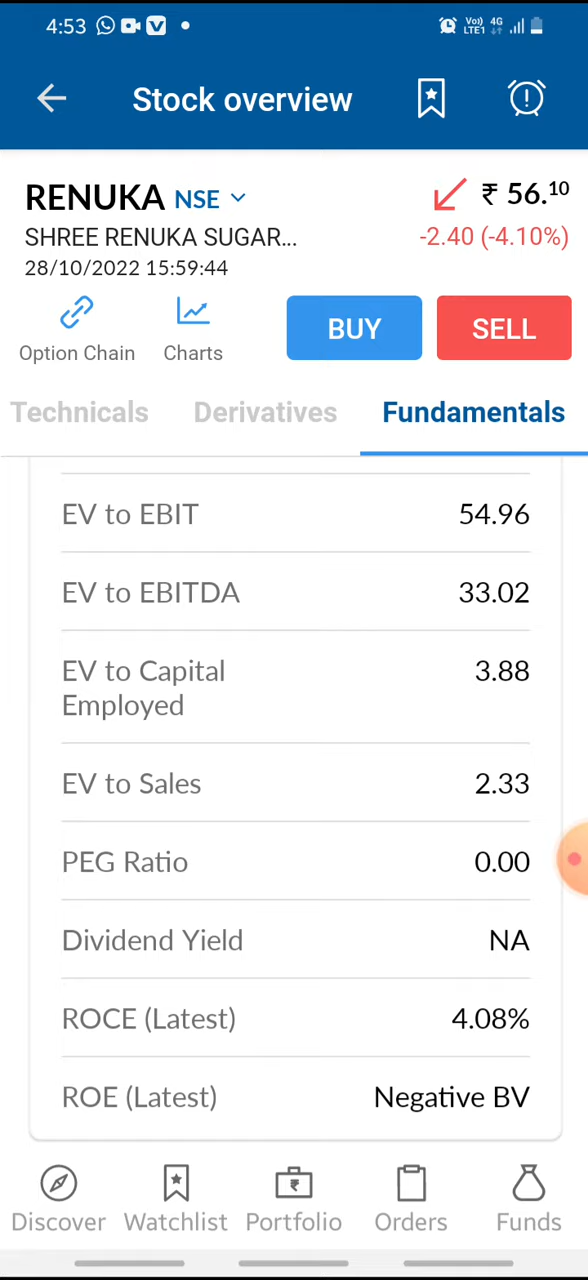 4:53 Vo) LTE1 4G
Stock overview
RENUKA NSE ₹ 56.10
SHREE RENUKA SUGAR... -2.40 (-4.10%)
28/10/2022 15:59:44
Option Chain Charts BUY SELL
Technicals Derivatives Fundamentals
EV to EBIT 54.96
EV to EBITDA 33.02
EV to Capital 3.88
Employed
EV to Sales 2.33
PEG Ratio 0.00
Dividend Yield NA
ROCE (Latest) 4.08%
ROE (Latest) Negative BV
Discover Watchlist Portfolio Orders Funds